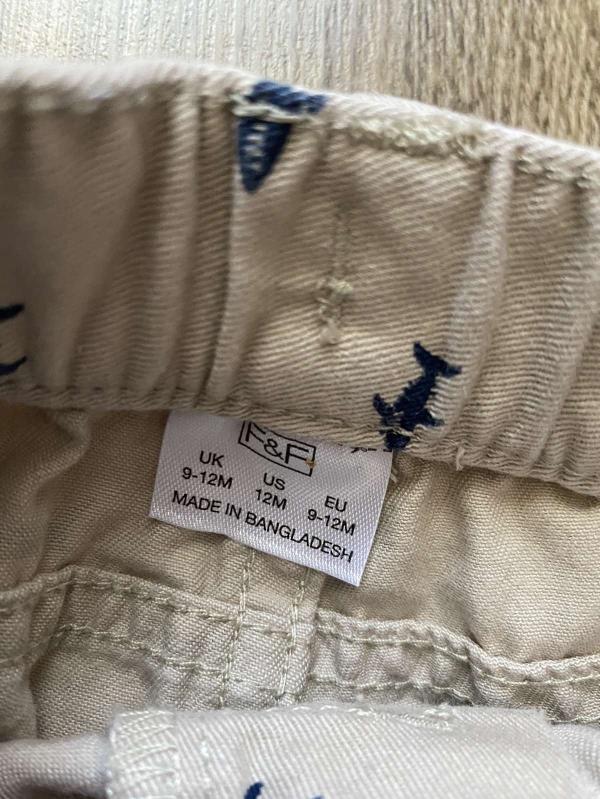 F&F
UK US EU
9-12M 12M 9-12M
MADE IN BANGLADESH